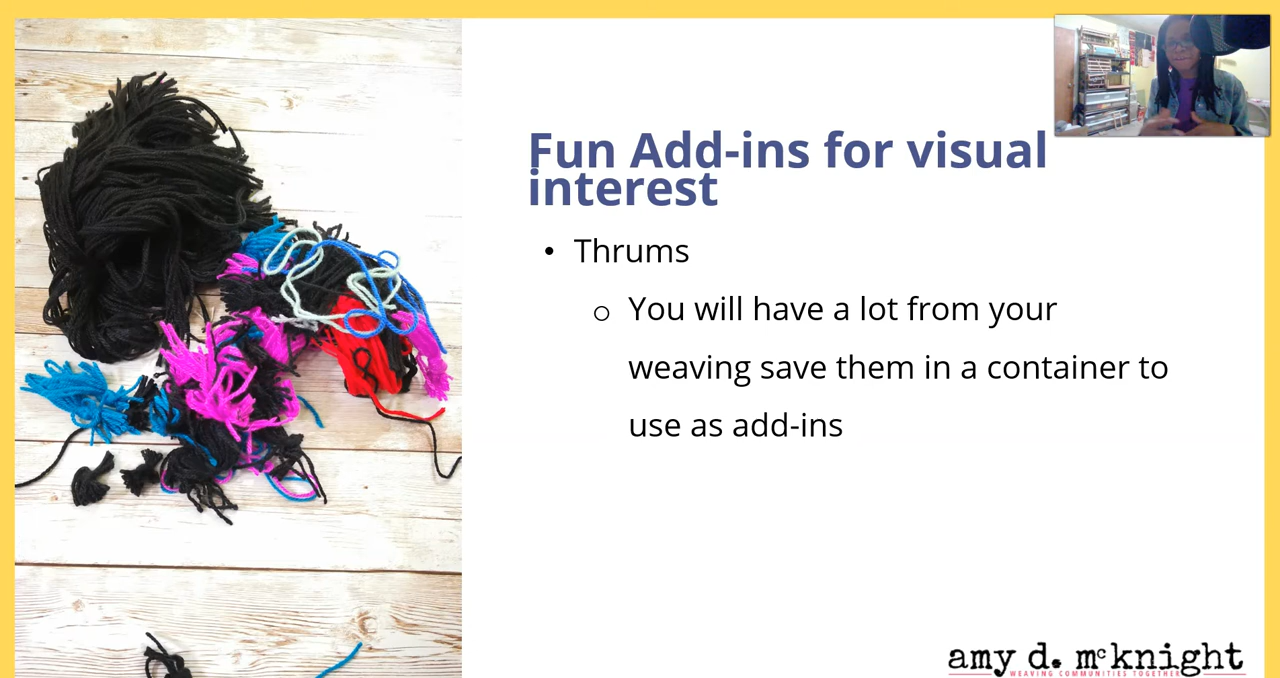 Fun Add-ins for visual
interest
• Thrums
o You will have a lot from your
weaving save them in a container to
use as add-ins
amy d. mcknight
WEAVING COMMUNITIES TOGETHER